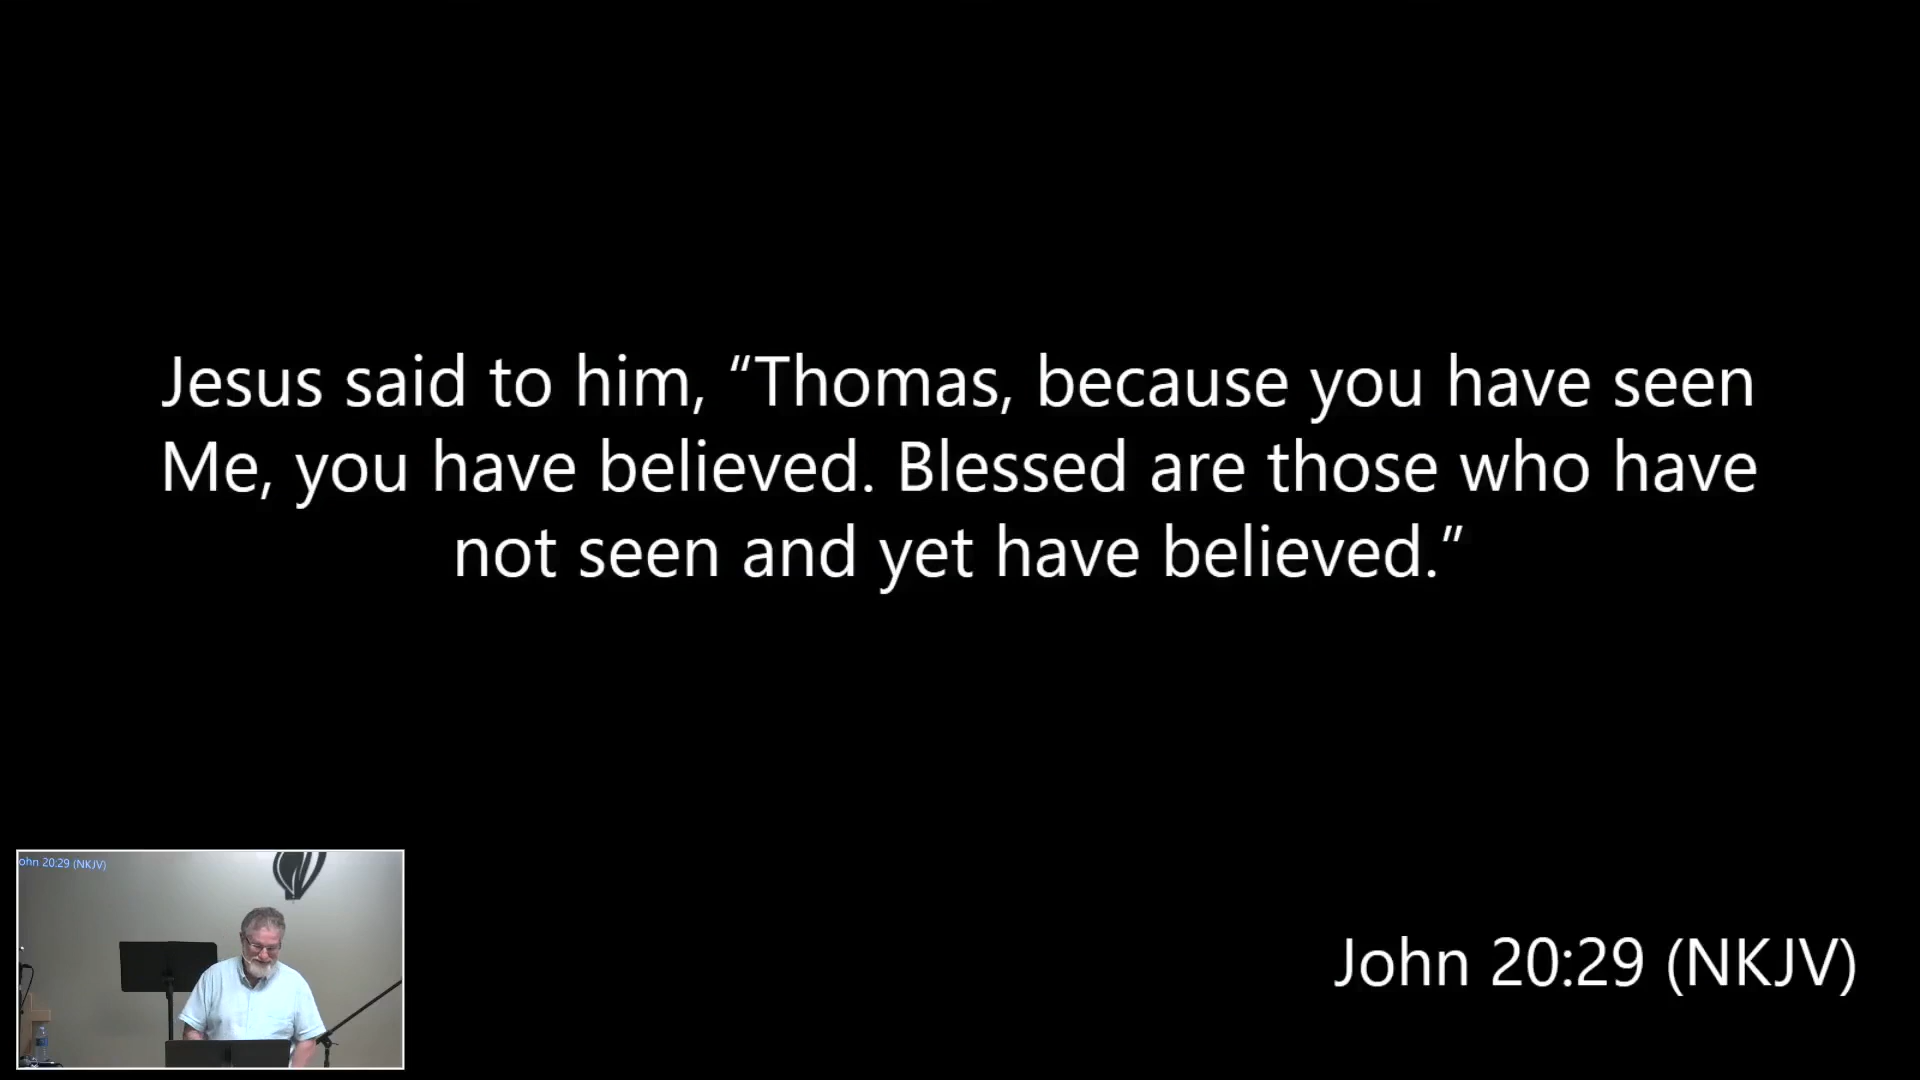 Jesus said to him, “Thomas, because you have seen
Me, you have believed. Blessed are those who have
not seen and yet have believed.”
ohn 20:29 (NKJV)
John 20:29 (NKJV)